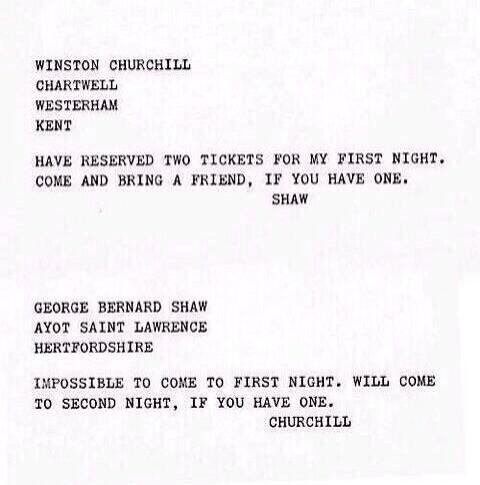 WINSTON CHURCHILL
CHARTWELL
WESTERHAM
KENT
HAVE RESERVED TWO TICKETS FOR MY FIRST NIGHT.
COME AND BRING A FRIEND, IF YOU HAVE ONE.
SHAW
GEORGE BERNARD SHAW
AYOT SAINT LAWRENCE
HERTFORDSHIRE
IMPOSSIBLE TO COME TO FIRST NIGHT. WILL COME
TO SECOND NIGHT, IF YOU HAVE ONE.
CHURCHILL